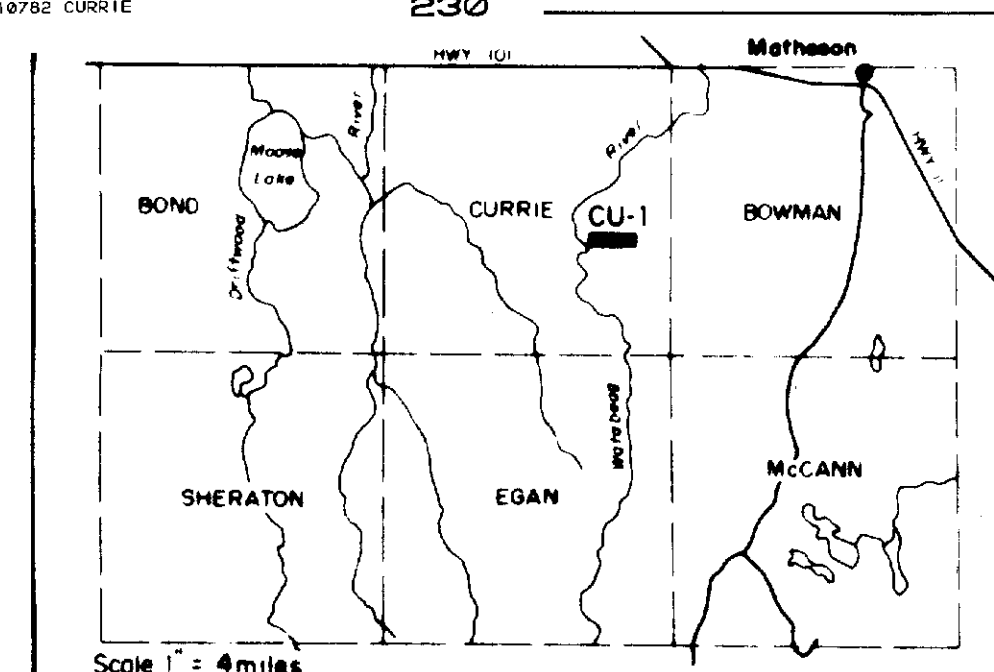 10782 CURRIE
230
HWY 101
Matheson
River
River
HWY 11
Moose
Lake
BOND
CURRIE
CU-1
BOWMAN
Driftwood
Watabeag
McCANN
SHERATON
EGAN
Scale 1" = 4 miles